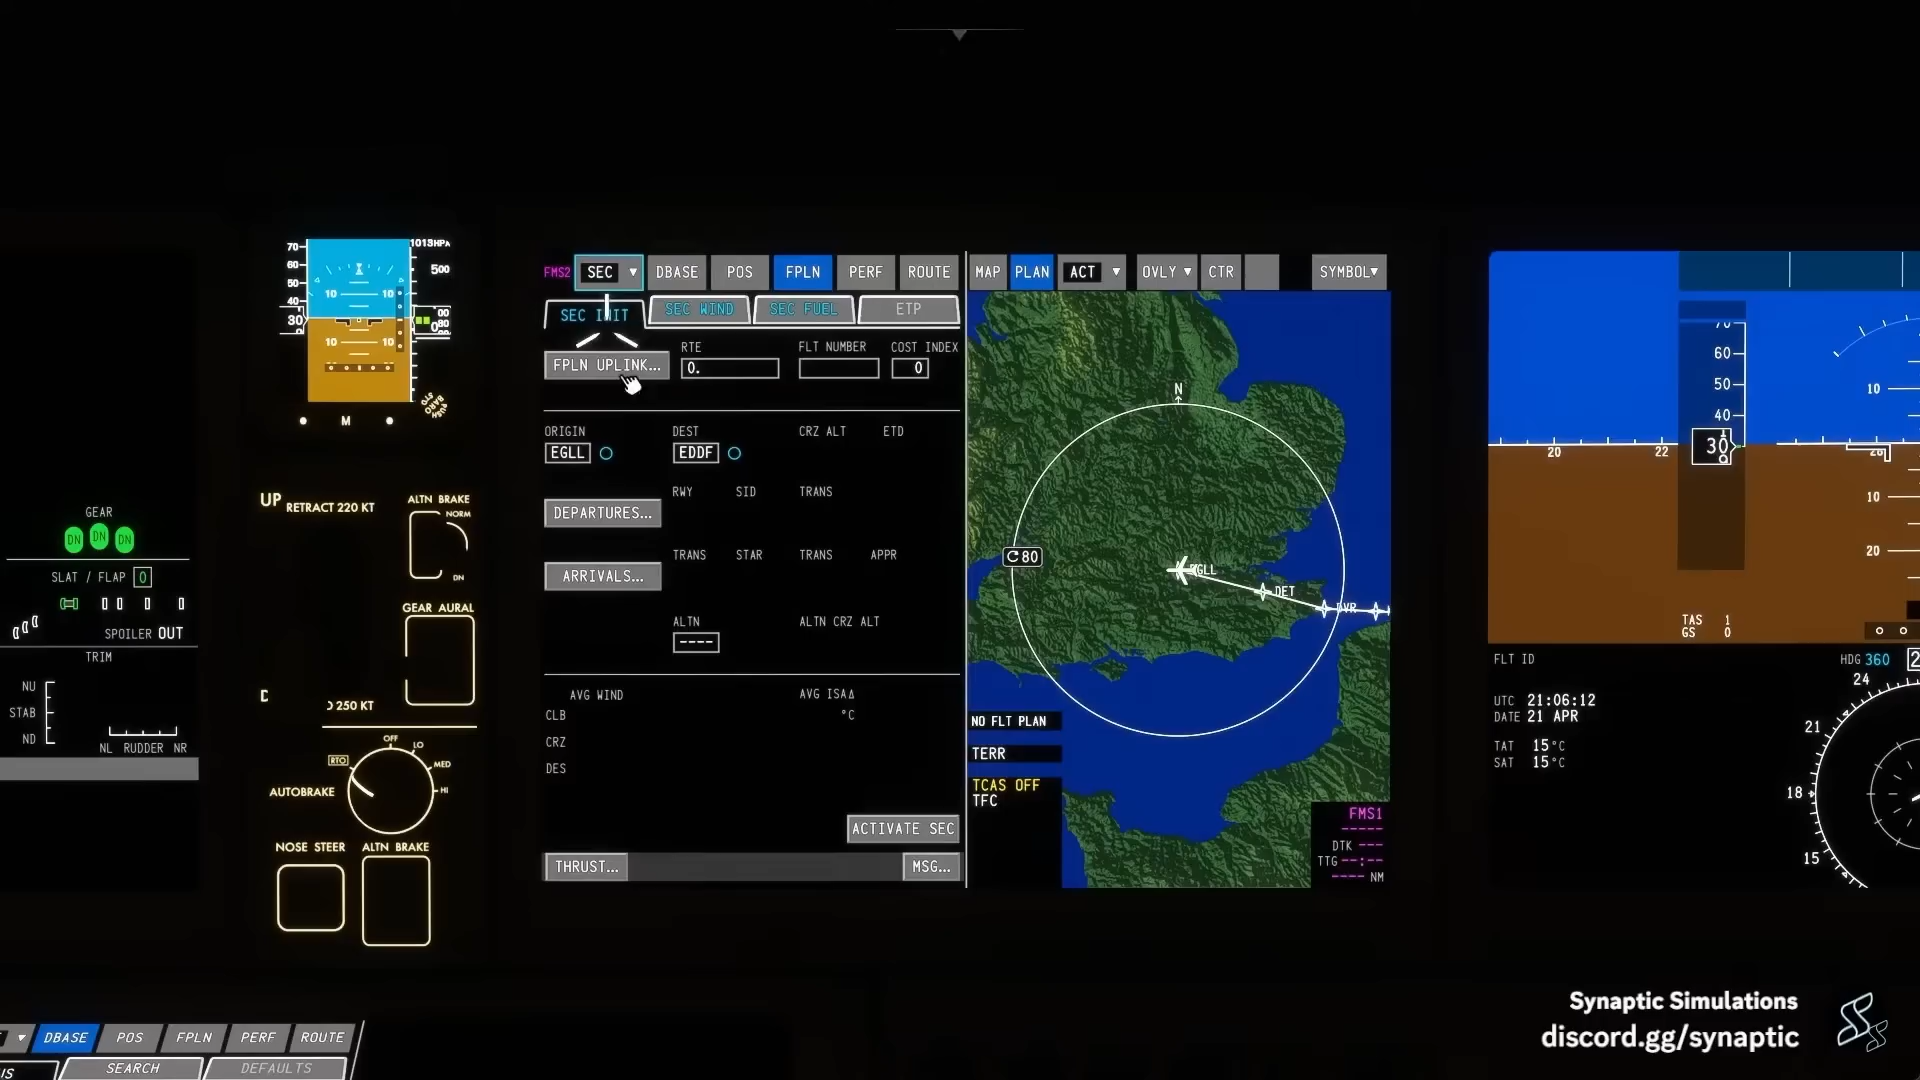 70
60
50
40
30
1013HPA
500
10 10
00
0 80
10 10
M
PUSH
BARO
STD
GEAR
DN DN DN
SLAT / FLAP 0
SPOILER OUT
TRIM
NU
STAB
ND
NL RUDDER NR
UP RETRACT 220 KT
ALTN BRAKE
NORM
DN
GEAR AURAL
250 KT
OFF
LO
RTO
MED
HI
AUTOBRAKE
NOSE STEER
ALTN BRAKE
FMS2 SEC DBASE POS FPLN PERF ROUTE
SEC INIT SEC WIND SEC FUEL ETP
RTE FLT NUMBER COST INDEX
FPLN UPLINK... 0. 0
ORIGIN DEST CRZ ALT ETD
EGLL EDDF
RWY SID TRANS
DEPARTURES...
TRANS STAR TRANS APPR
ARRIVALS...
ALTN ALTN CRZ ALT
----
AVG WIND AVG ISA∆
CLB °C
CRZ
DES
ACTIVATE SEC
THRUST... MSG...
MAP PLAN ACT OVLY CTR SYMBOL
N
80
EGLL
DET
DVR
NO FLT PLAN
TERR
TCAS OFF
TFC
FMS1
-----
DTK ---
TTG --:--
---- NM
70
60
50
40
30
20 22
10
10
20
TAS 1
GS 0
FLT ID
HDG 360
24
21
18
15
UTC 21:06:12
DATE 21 APR
TAT 15°C
SAT 15°C
DBASE POS FPLN PERF ROUTE
SEARCH DEFAULTS
Synaptic Simulations
discord.gg/synaptic